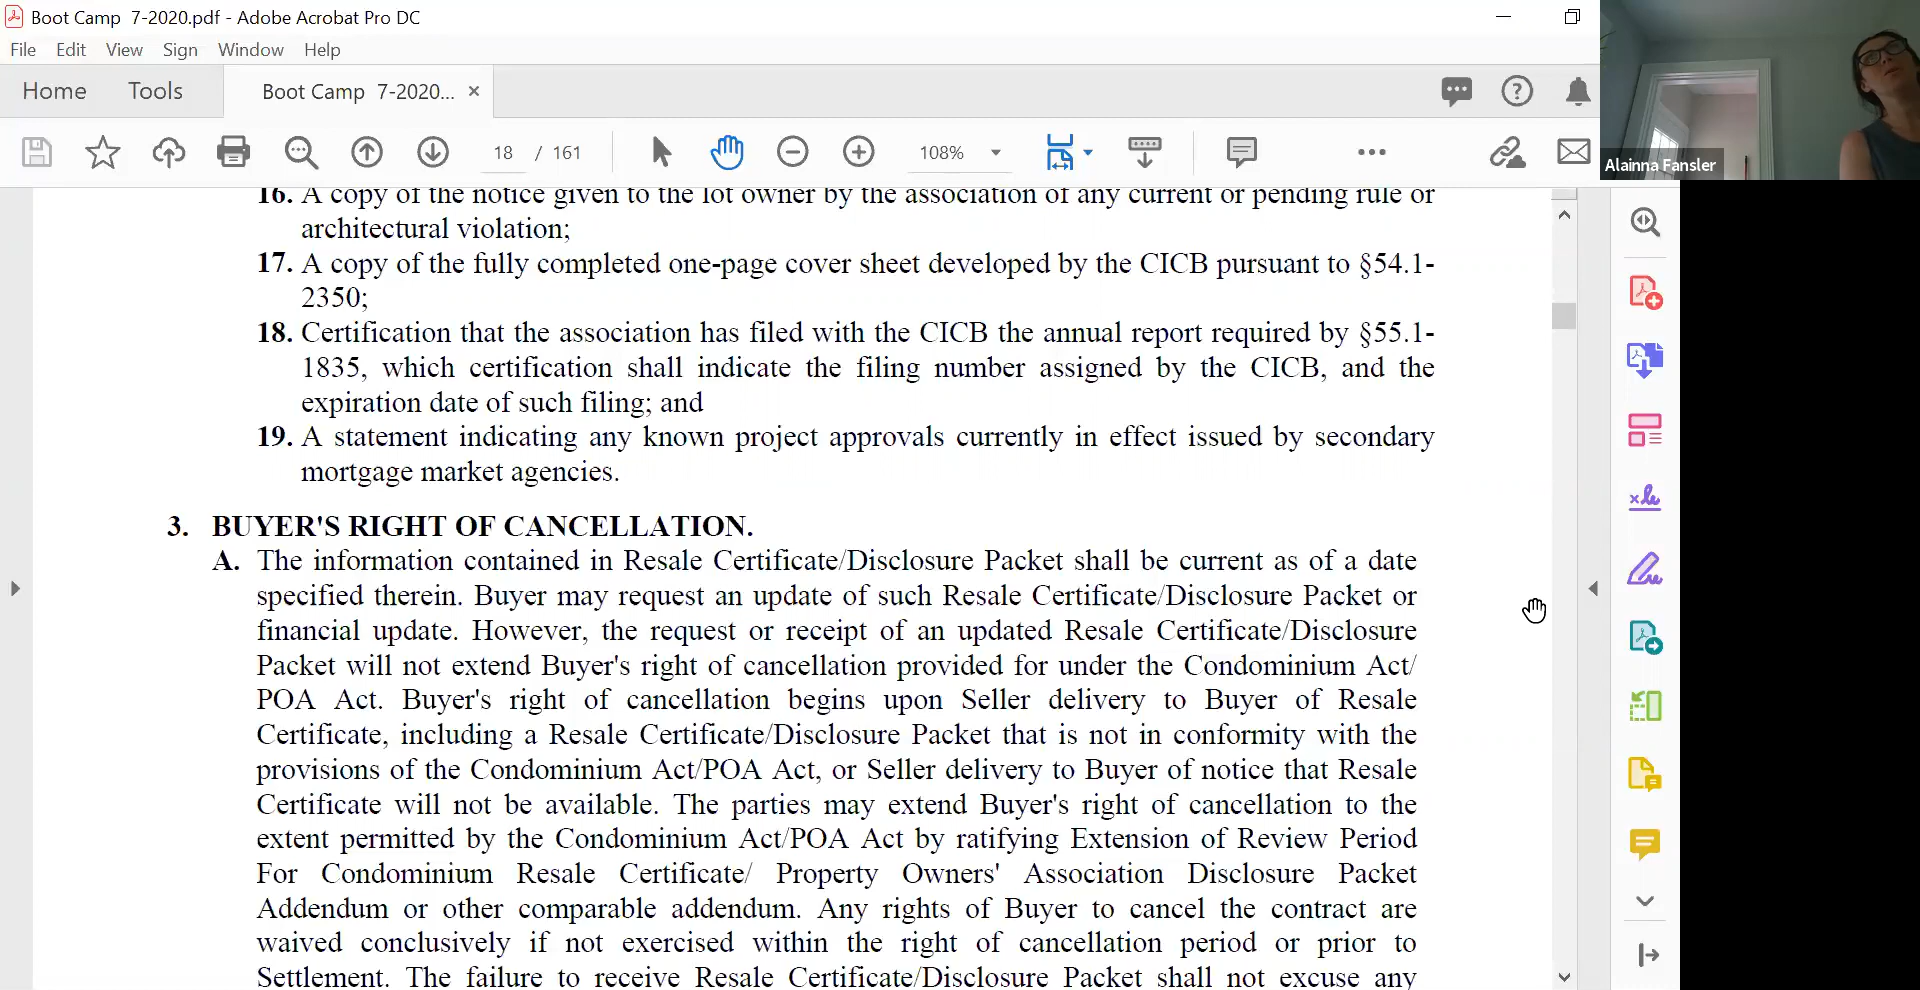 Boot Camp 7-2020.pdf - Adobe Acrobat Pro DC
File Edit View Sign Window Help
Home Tools Boot Camp 7-2020... ×
18 / 161 108%
Alainna Fansler
16. A copy of the notice given to the lot owner by the association of any current or pending rule or
architectural violation;
17. A copy of the fully completed one-page cover sheet developed by the CICB pursuant to §54.1-
2350;
18. Certification that the association has filed with the CICB the annual report required by §55.1-
1835, which certification shall indicate the filing number assigned by the CICB, and the
expiration date of such filing; and
19. A statement indicating any known project approvals currently in effect issued by secondary
mortgage market agencies.
3. BUYER'S RIGHT OF CANCELLATION.
A. The information contained in Resale Certificate/Disclosure Packet shall be current as of a date
specified therein. Buyer may request an update of such Resale Certificate/Disclosure Packet or
financial update. However, the request or receipt of an updated Resale Certificate/Disclosure
Packet will not extend Buyer's right of cancellation provided for under the Condominium Act/
POA Act. Buyer's right of cancellation begins upon Seller delivery to Buyer of Resale
Certificate, including a Resale Certificate/Disclosure Packet that is not in conformity with the
provisions of the Condominium Act/POA Act, or Seller delivery to Buyer of notice that Resale
Certificate will not be available. The parties may extend Buyer's right of cancellation to the
extent permitted by the Condominium Act/POA Act by ratifying Extension of Review Period
For Condominium Resale Certificate/ Property Owners' Association Disclosure Packet
Addendum or other comparable addendum. Any rights of Buyer to cancel the contract are
waived conclusively if not exercised within the right of cancellation period or prior to
Settlement. The failure to receive Resale Certificate/Disclosure Packet shall not excuse any